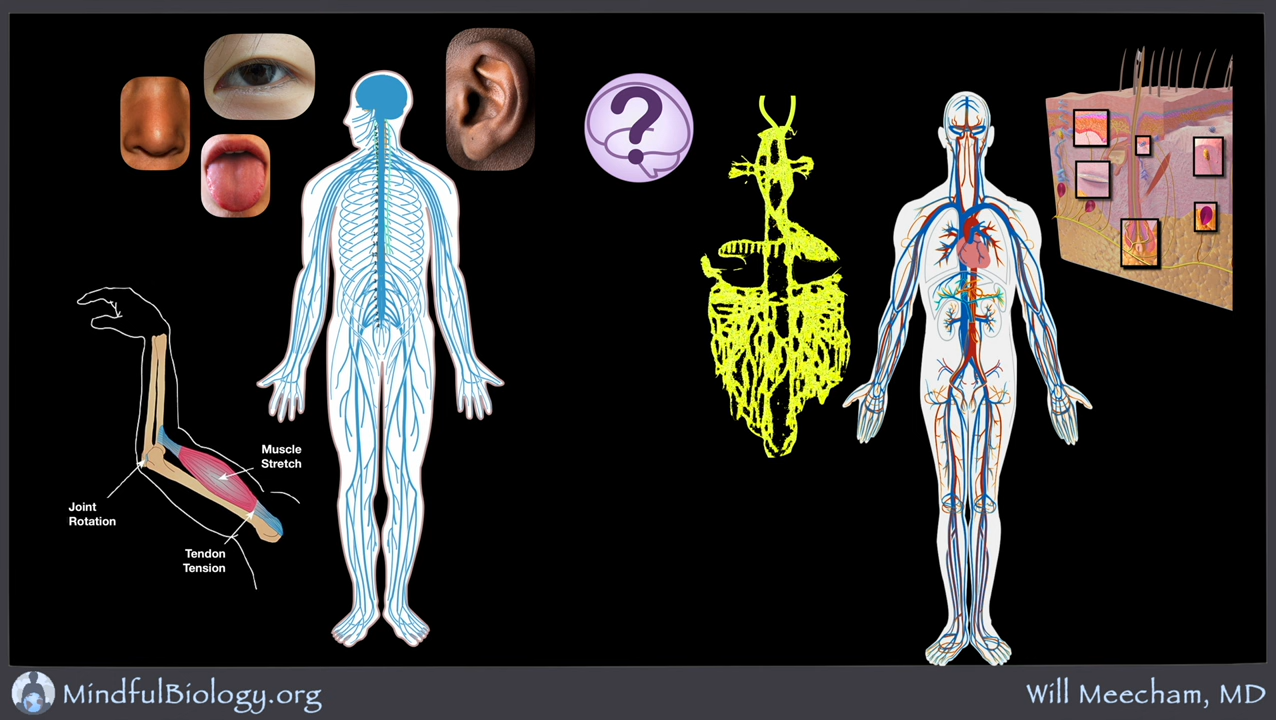 ?
Muscle
Stretch
Joint
Rotation
Tendon
Tension
MindfulBiology.org
Will Meecham, MD